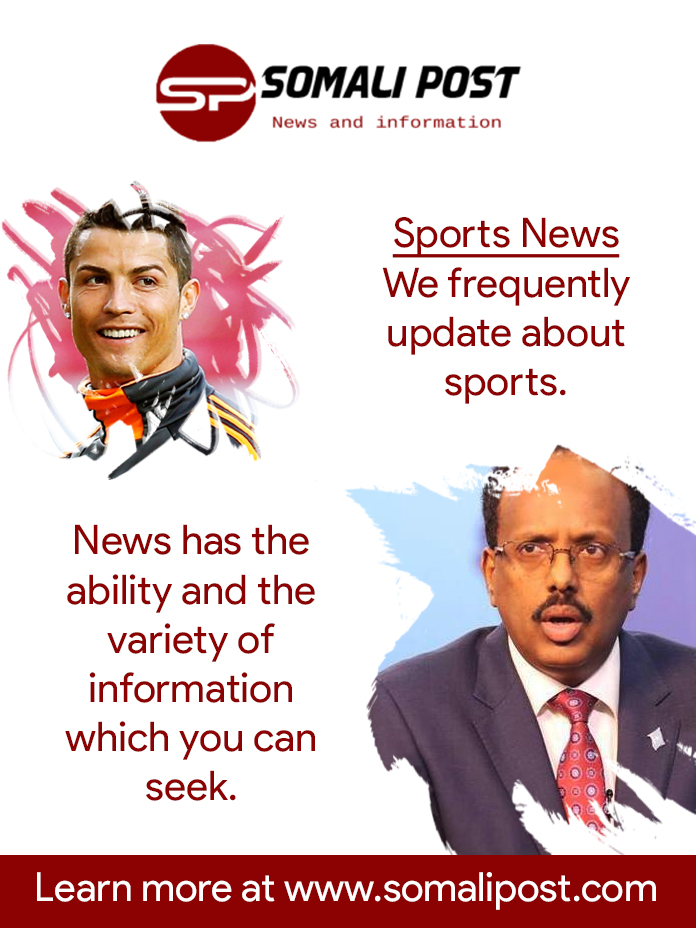 SP SOMALI POST
News and information
Sports News
We frequently
update about
sports.
News has the
ability and the
variety of
information
which you can
seek.
Learn more at www.somalipost.com